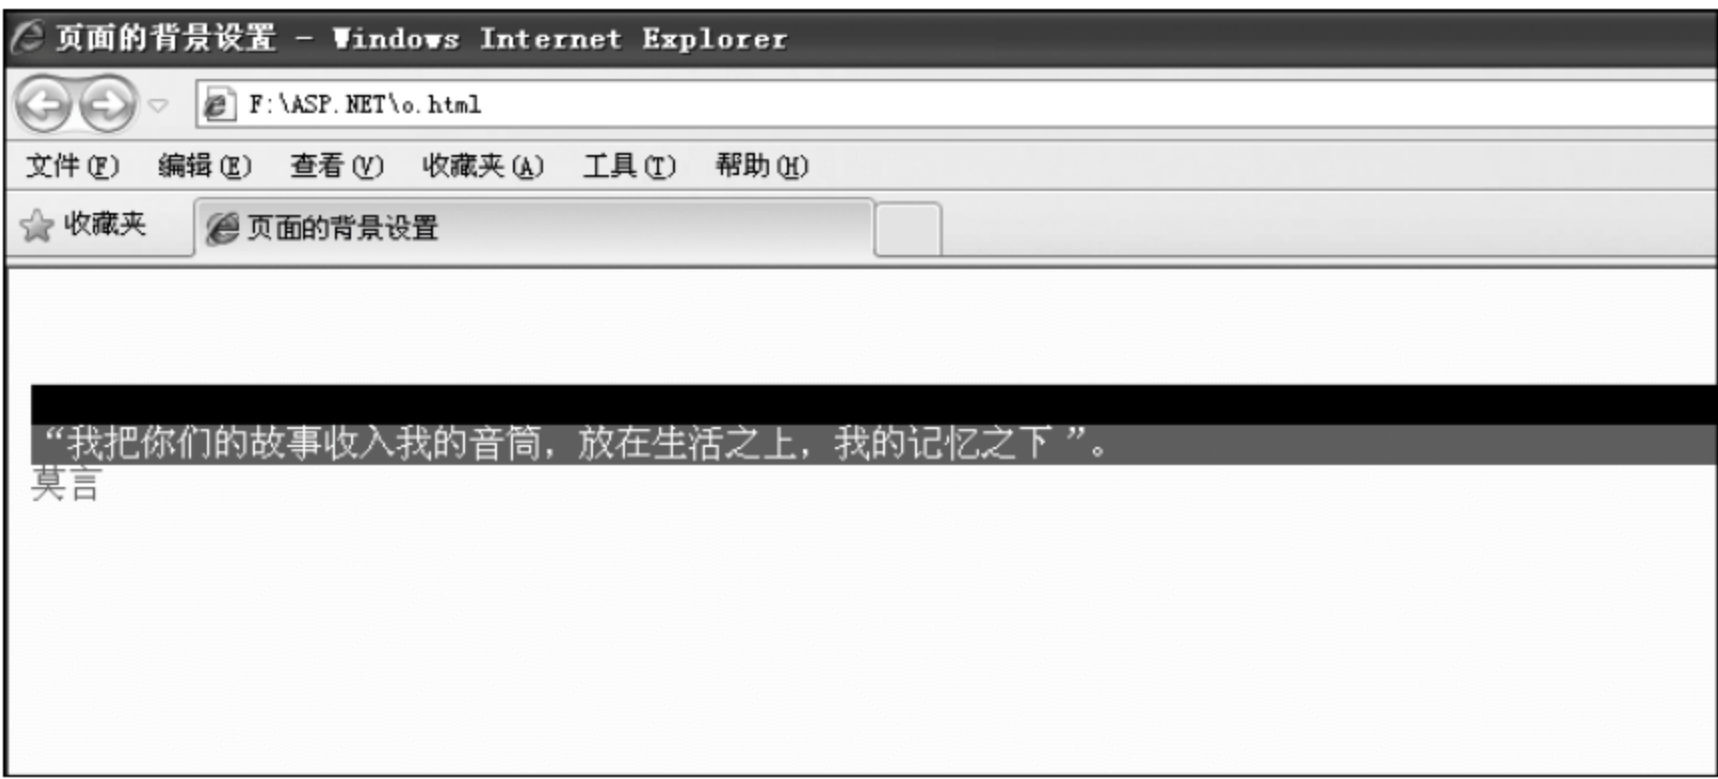 页面的背景设置 - Windows Internet Explorer
F:\ASP.NET\o.html
文件(F) 编辑(E) 查看(V) 收藏夹(A) 工具(T) 帮助(H)
收藏夹 页面的背景设置
“我把你们的故事收入我的音筒，放在生活之上，我的记忆之下”。
莫言